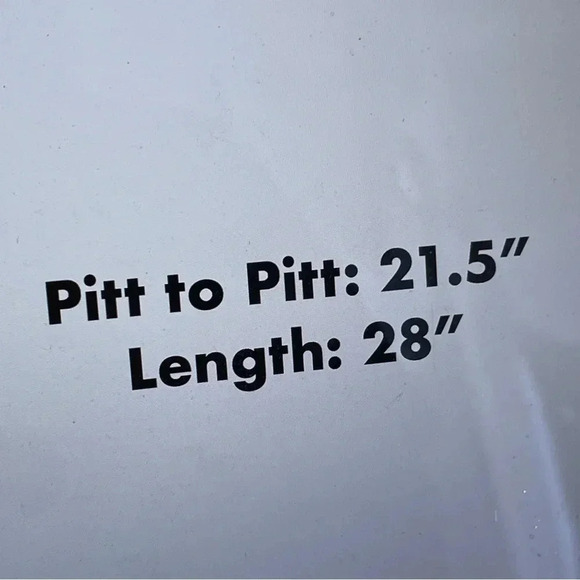 Pitt to Pitt: 21.5”
Length: 28”